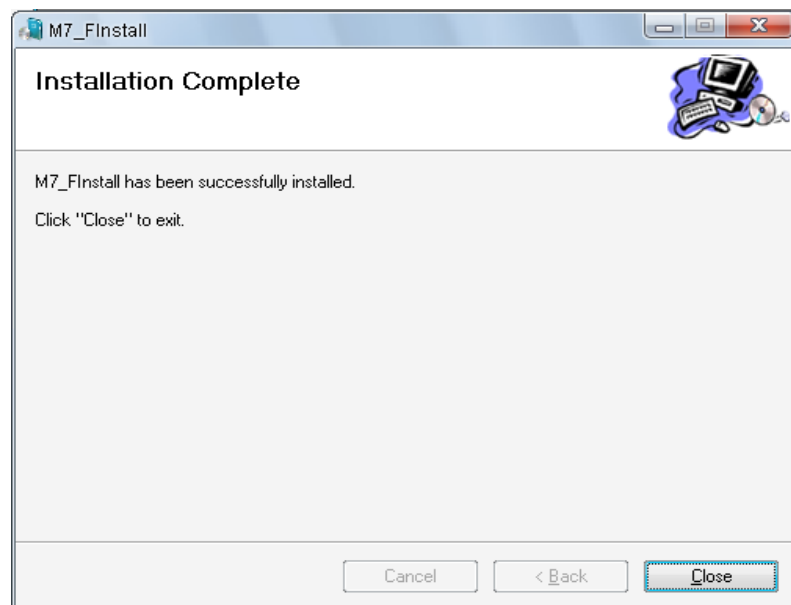 M7_FInstall
Installation Complete
M7_FInstall has been successfully installed.
Click "Close" to exit.
Cancel
< Back
Close